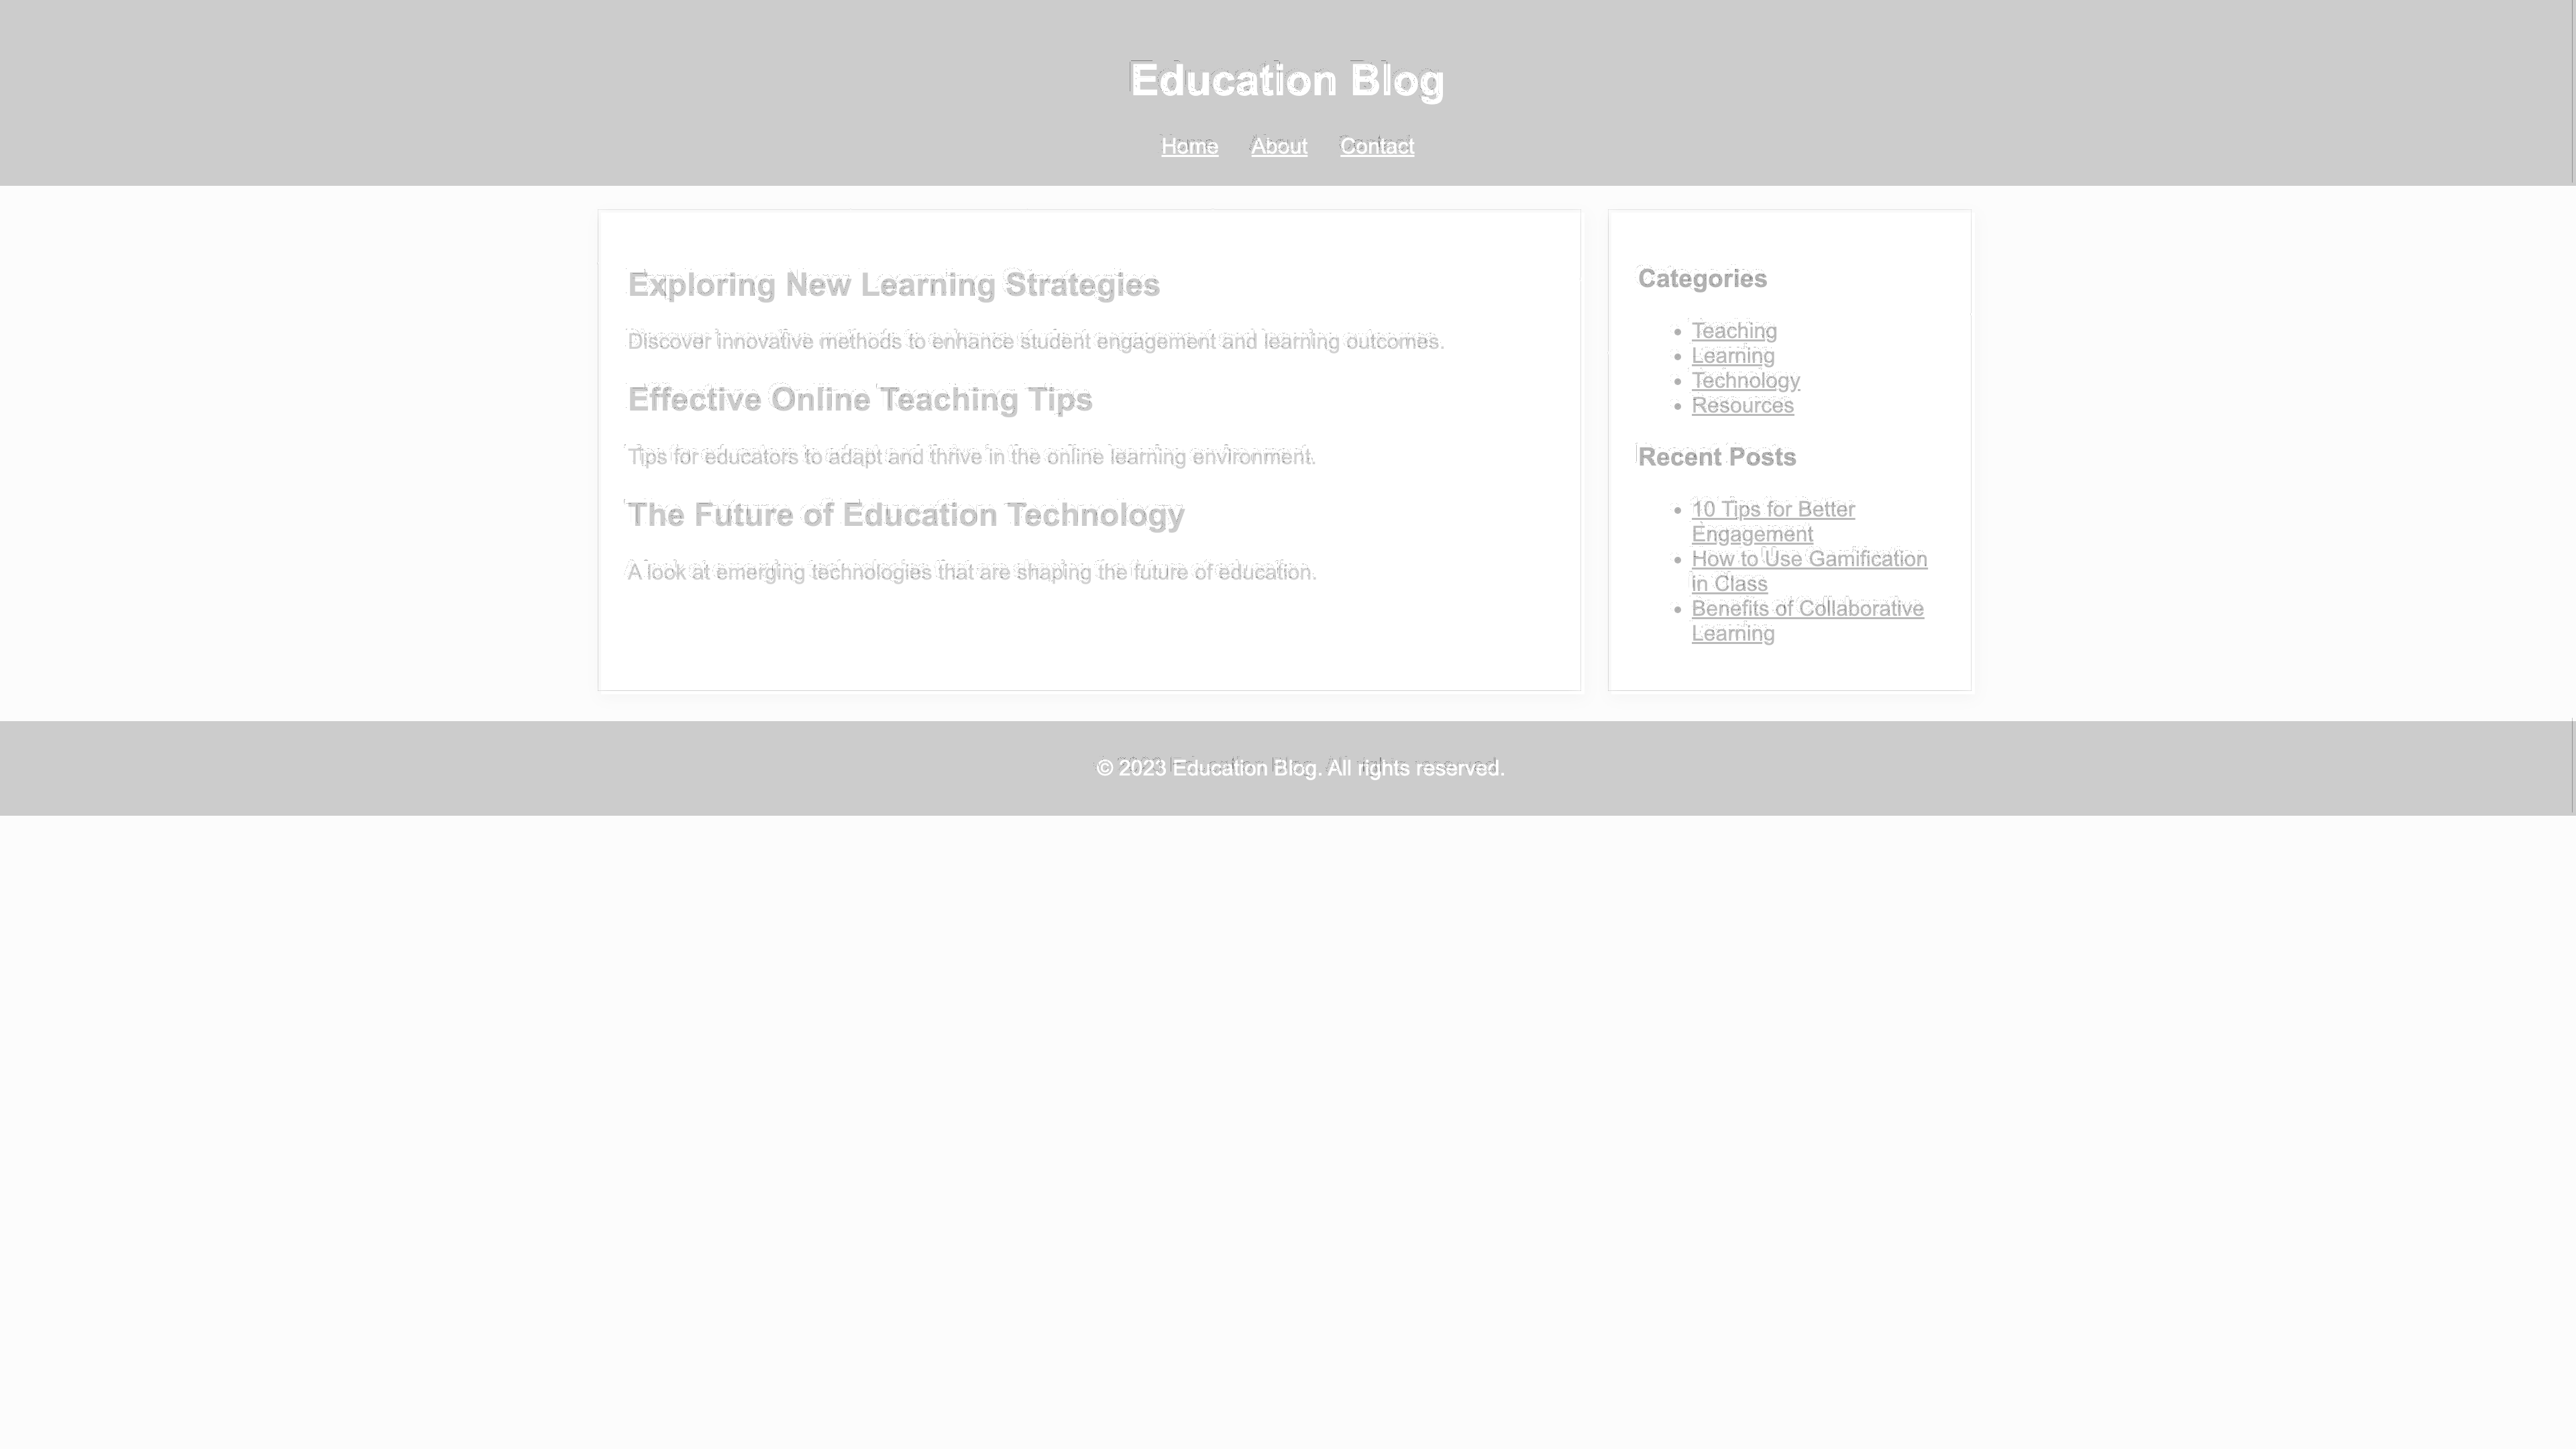 Education Blog
Home About Contact
Exploring New Learning Strategies
Discover innovative methods to enhance student engagement and learning outcomes.
Effective Online Teaching Tips
Tips for educators to adapt and thrive in the online learning environment.
The Future of Education Technology
A look at emerging technologies that are shaping the future of education.
Categories
Teaching
Learning
Technology
Resources
Recent Posts
10 Tips for Better
Engagement
How to Use Gamification
in Class
Benefits of Collaborative
Learning
© 2023 Education Blog. All rights reserved.